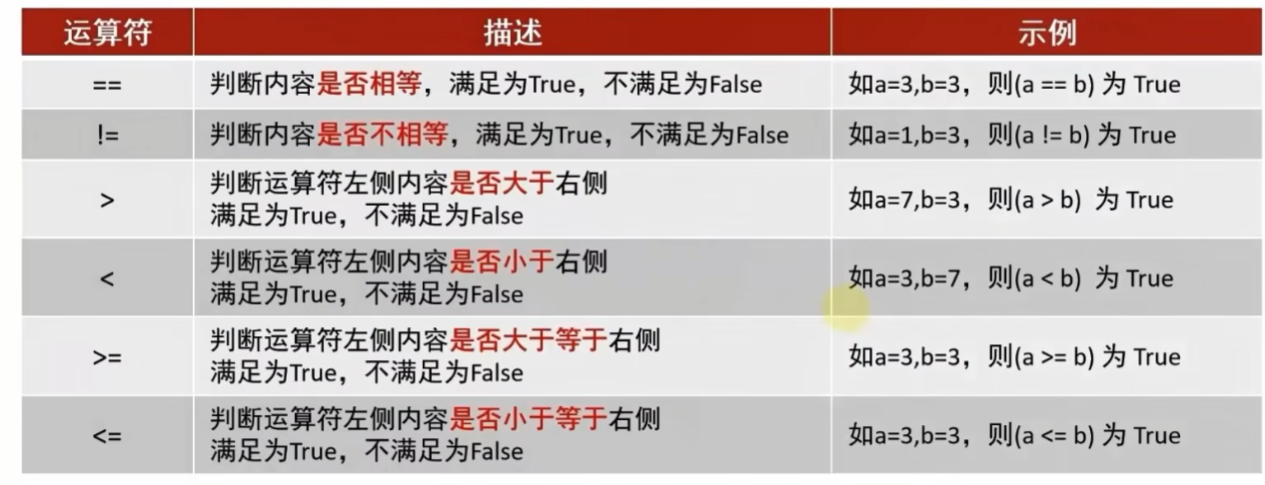 运算符 描述 示例
== 判断内容是否相等，满足为True，不满足为False 如a=3,b=3，则(a == b) 为 True
!= 判断内容是否不相等，满足为True，不满足为False 如a=1,b=3，则(a != b) 为 True
> 判断运算符左侧内容是否大于右侧
满足为True，不满足为False
如a=7,b=3，则(a > b) 为 True
< 判断运算符左侧内容是否小于右侧
满足为True，不满足为False
如a=3,b=7，则(a < b) 为 True
>= 判断运算符左侧内容是否大于等于右侧
满足为True，不满足为False
如a=3,b=3，则(a >= b) 为 True
<= 判断运算符左侧内容是否小于等于右侧
满足为True，不满足为False
如a=3,b=3，则(a <= b) 为 True